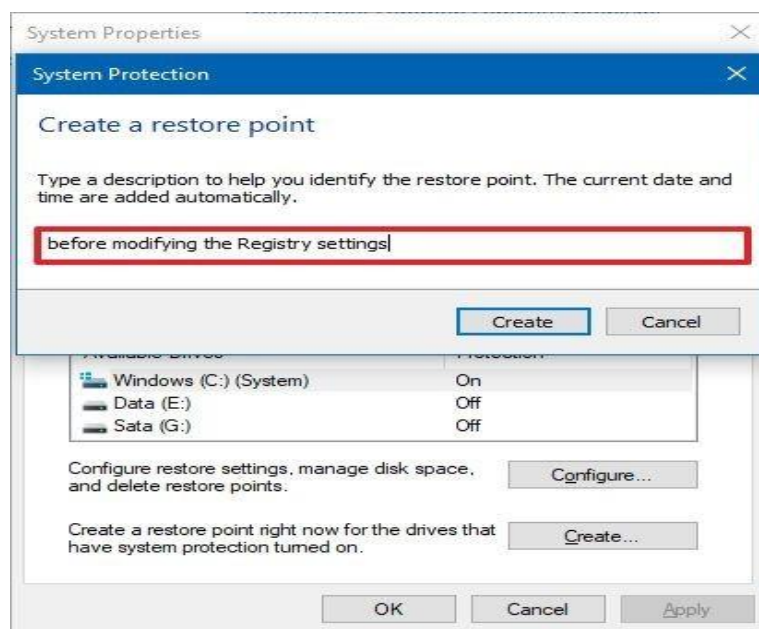 System Properties
System Protection
Create a restore point
Type a description to help you identify the restore point. The current date and
time are added automatically.
before modifying the Registry settings
Create Cancel
Windows (C:) (System) On
Data (E:) Off
Sata (G:) Off
Configure restore settings, manage disk space,
and delete restore points.
Configure...
Create a restore point right now for the drives that
have system protection turned on.
Create...
OK Cancel Apply